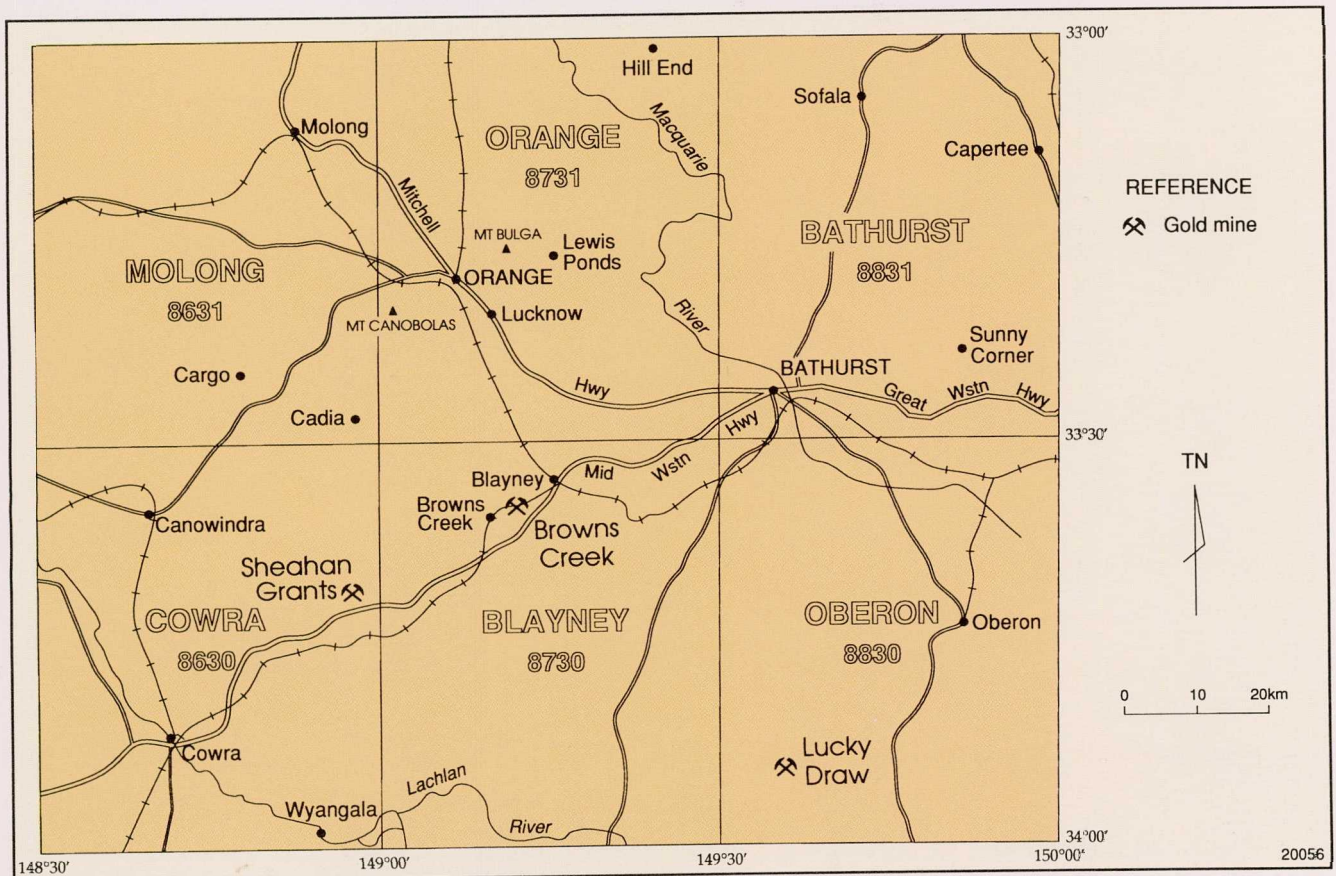 33°00′
Hill End
Sofala
Macquarie
Molong
ORANGE
8731
Capertee
REFERENCE
Gold mine
Mitchell
MT BULGA
Lewis
Ponds
BATHURST
8831
MOLONG
8631
ORANGE
MT CANOBOLAS
Lucknow
River
Sunny
Corner
Cargo
BATHURST
Hwy
Great Wstn Hwy
Cadia
Hwy
33°30′
Mid Wstn
TN
Blayney
Browns
Creek
Canowindra
Browns
Creek
Sheahan
Grants
COWRA
8630
BLAYNEY
8730
OBERON
8830
Oberon
0 10 20km
Cowra
Lucky
Draw
Lachlan
Wyangala
River
34°00′
148°30′
149°00′
149°30′
150°00′
20056